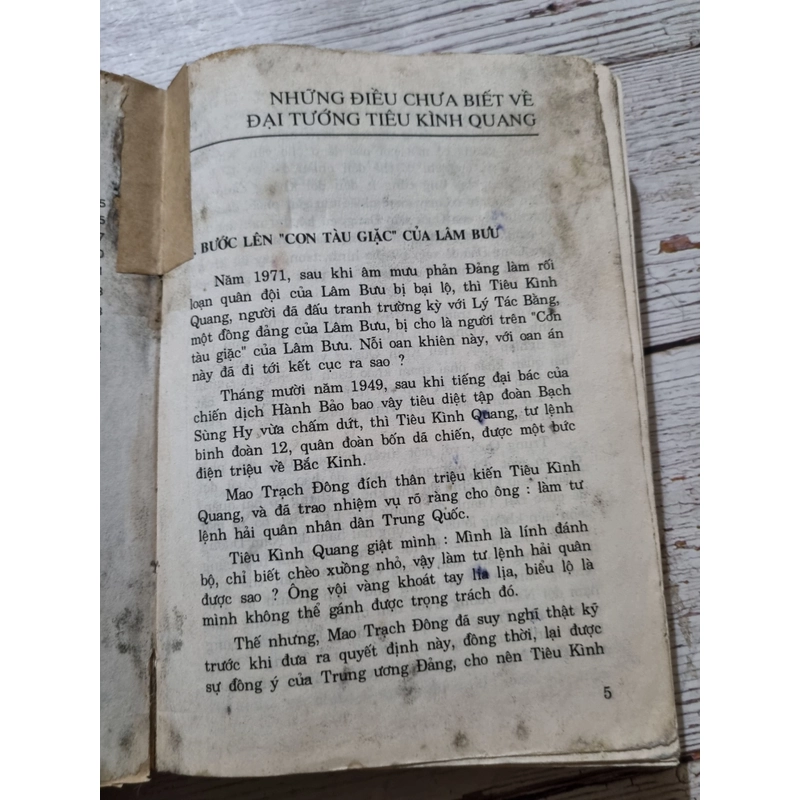 NHỮNG ĐIỀU CHƯA BIẾT VỀ
ĐẠI TƯỚNG TIÊU KÌNH QUANG
BƯỚC LÊN "CON TÀU GIẶC" CỦA LÂM BƯU
Năm 1971, sau khi âm mưu phản Đảng làm rối
loạn quân đội của Lâm Bưu bị bại lộ, thì Tiêu Kình
Quang, người đã đấu tranh trường kỳ với Lý Tác Bằng,
một đồng đảng của Lâm Bưu, bị cho là người trên "Con
tàu giặc" của Lâm Bưu. Nỗi oan khiên này, với oan án
này đã đi tới kết cục ra sao ?
Tháng mười năm 1949, sau khi tiếng đại bác của
chiến dịch Hành Bảo bao vây tiêu diệt tập đoàn Bạch
Sùng Hy vừa chấm dứt, thì Tiêu Kình Quang, tư lệnh
binh đoàn 12, quân đoàn bốn dã chiến, được một bức
điện triệu về Bắc Kinh.
Mao Trạch Đông đích thân triệu kiến Tiêu Kình
Quang, và đã trao nhiệm vụ rõ ràng cho ông : làm tư
lệnh hải quân nhân dân Trung Quốc.
Tiêu Kình Quang giật mình : Mình là lính đánh
bộ, chỉ biết chèo xuồng nhỏ, vậy làm tư lệnh hải quân
được sao ? Ông vội vàng khoát tay lia lịa, biểu lộ là
mình không thể gánh được trọng trách đó.
Thế nhưng, Mao Trạch Đông đã suy nghĩ thật kỹ
trước khi đưa ra quyết định này, đồng thời, lại được
sự đồng ý của Trung ương Đảng, cho nên Tiêu Kình
5